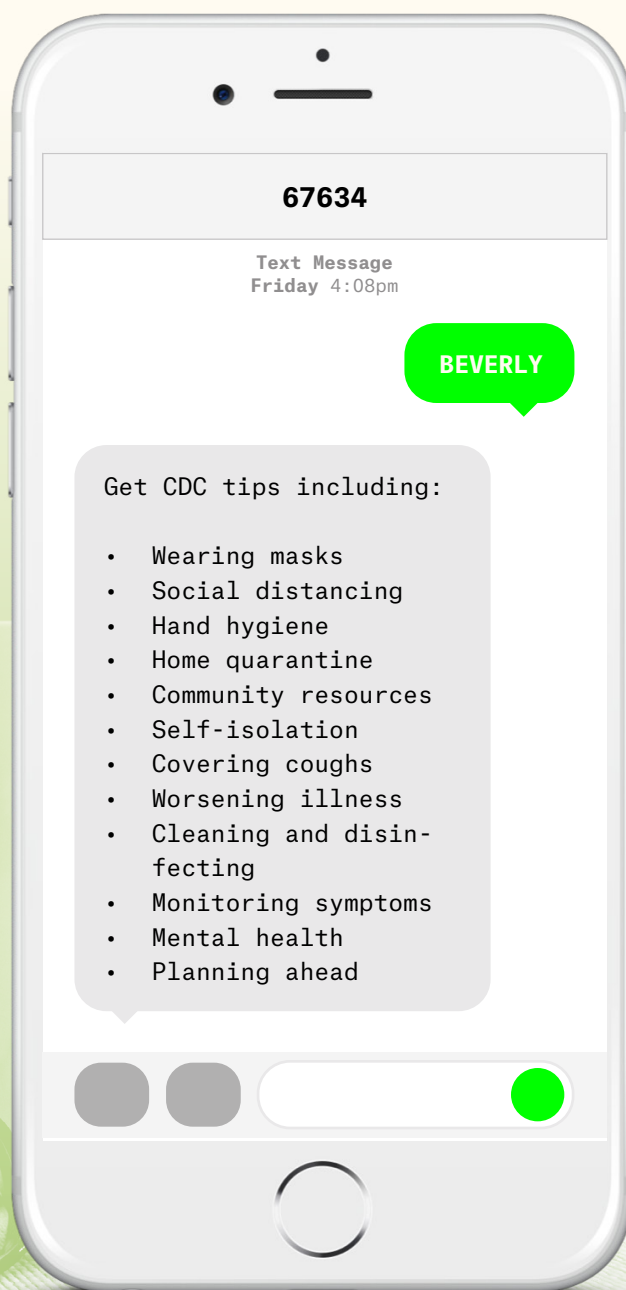 67634
Text Message
Friday 4:08pm
BEVERLY
Get CDC tips including:
• Wearing masks
• Social distancing
• Hand hygiene
• Home quarantine
• Community resources
• Self-isolation
• Covering coughs
• Worsening illness
• Cleaning and disin-
fecting
• Monitoring symptoms
• Mental health
• Planning ahead